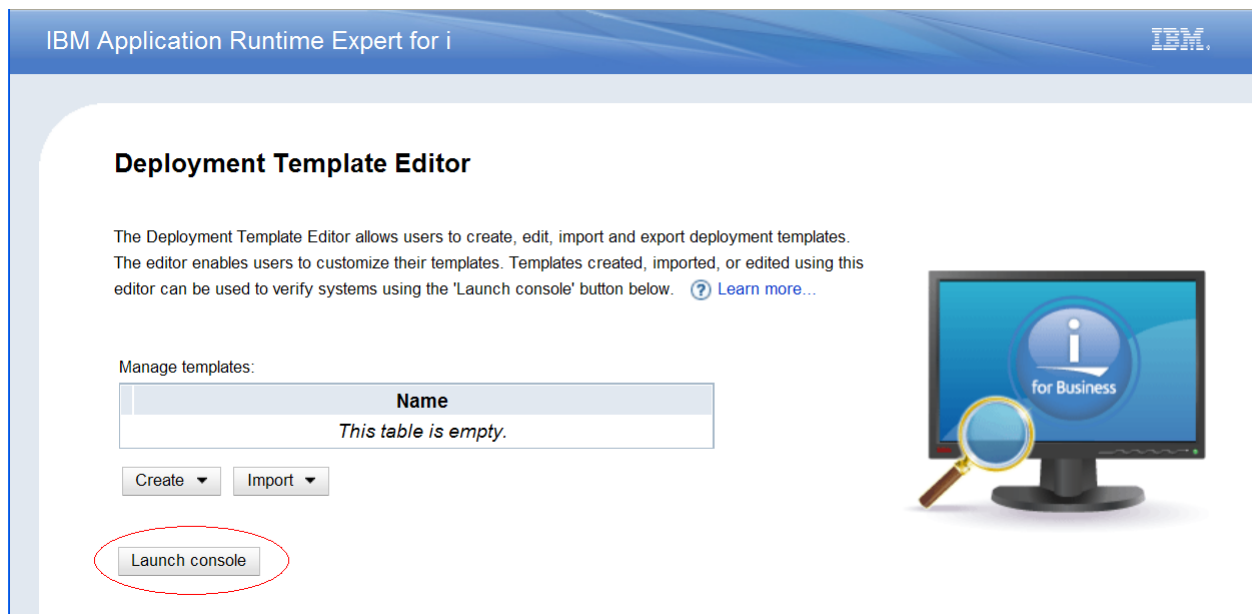 IBM Application Runtime Expert for i
IBM.
Deployment Template Editor
The Deployment Template Editor allows users to create, edit, import and export deployment templates.
The editor enables users to customize their templates. Templates created, imported, or edited using this
editor can be used to verify systems using the 'Launch console' button below. ? Learn more...
i
for Business
Manage templates:
Name
This table is empty.
Create Import
Launch console